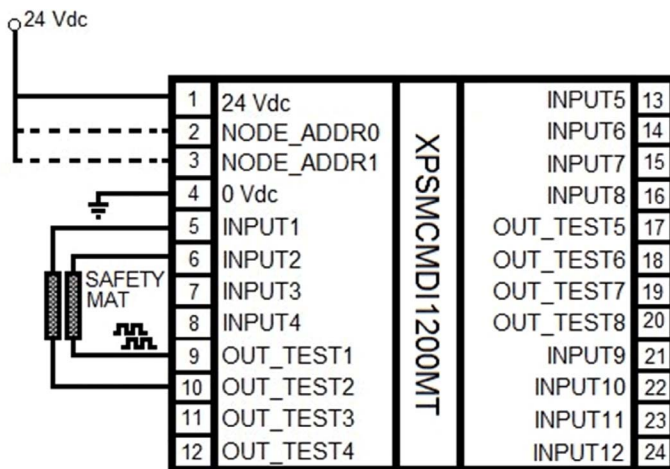 24 Vdc
1 24 Vdc
2 NODE_ADDR0
3 NODE_ADDR1
4 0 Vdc
5 INPUT1
6 INPUT2
7 INPUT3
8 INPUT4
9 OUT_TEST1
10 OUT_TEST2
11 OUT_TEST3
12 OUT_TEST4
SAFETY
MAT
XPSMCMDI1200MT
INPUT5 13
INPUT6 14
INPUT7 15
INPUT8 16
OUT_TEST5 17
OUT_TEST6 18
OUT_TEST7 19
OUT_TEST8 20
INPUT9 21
INPUT10 22
INPUT11 23
INPUT12 24